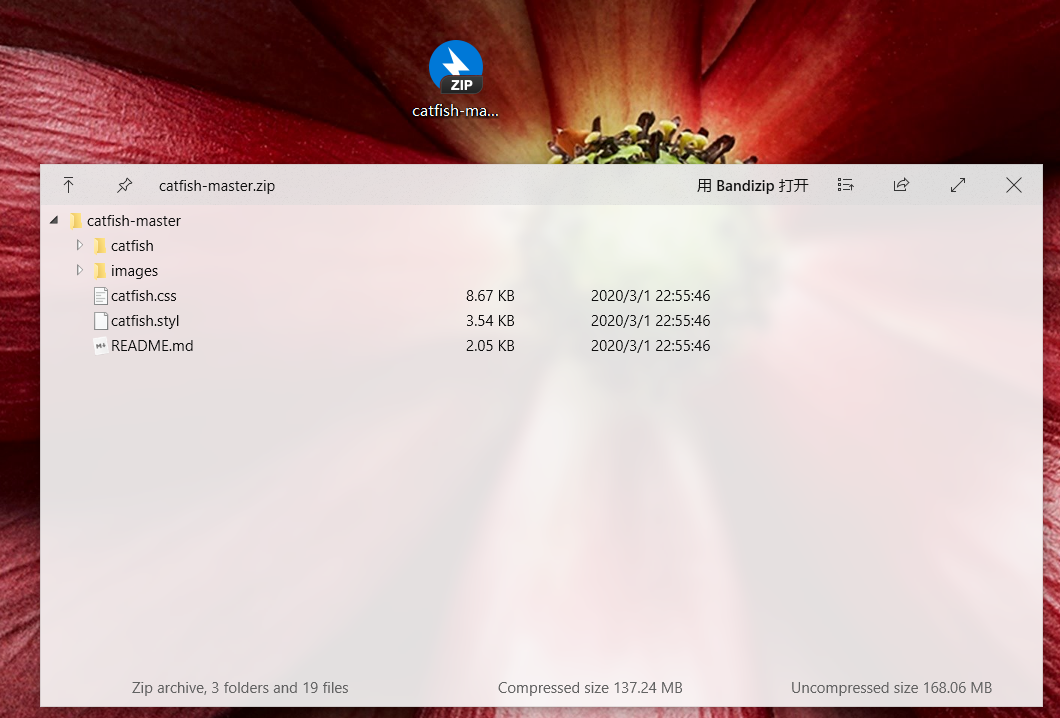 ZIP
catfish-ma...
catfish-master.zip 用 Bandizip 打开
catfish-master
catfish
images
catfish.css 8.67 KB 2020/3/1 22:55:46
catfish.styl 3.54 KB 2020/3/1 22:55:46
README.md 2.05 KB 2020/3/1 22:55:46
Zip archive, 3 folders and 19 files Compressed size 137.24 MB Uncompressed size 168.06 MB